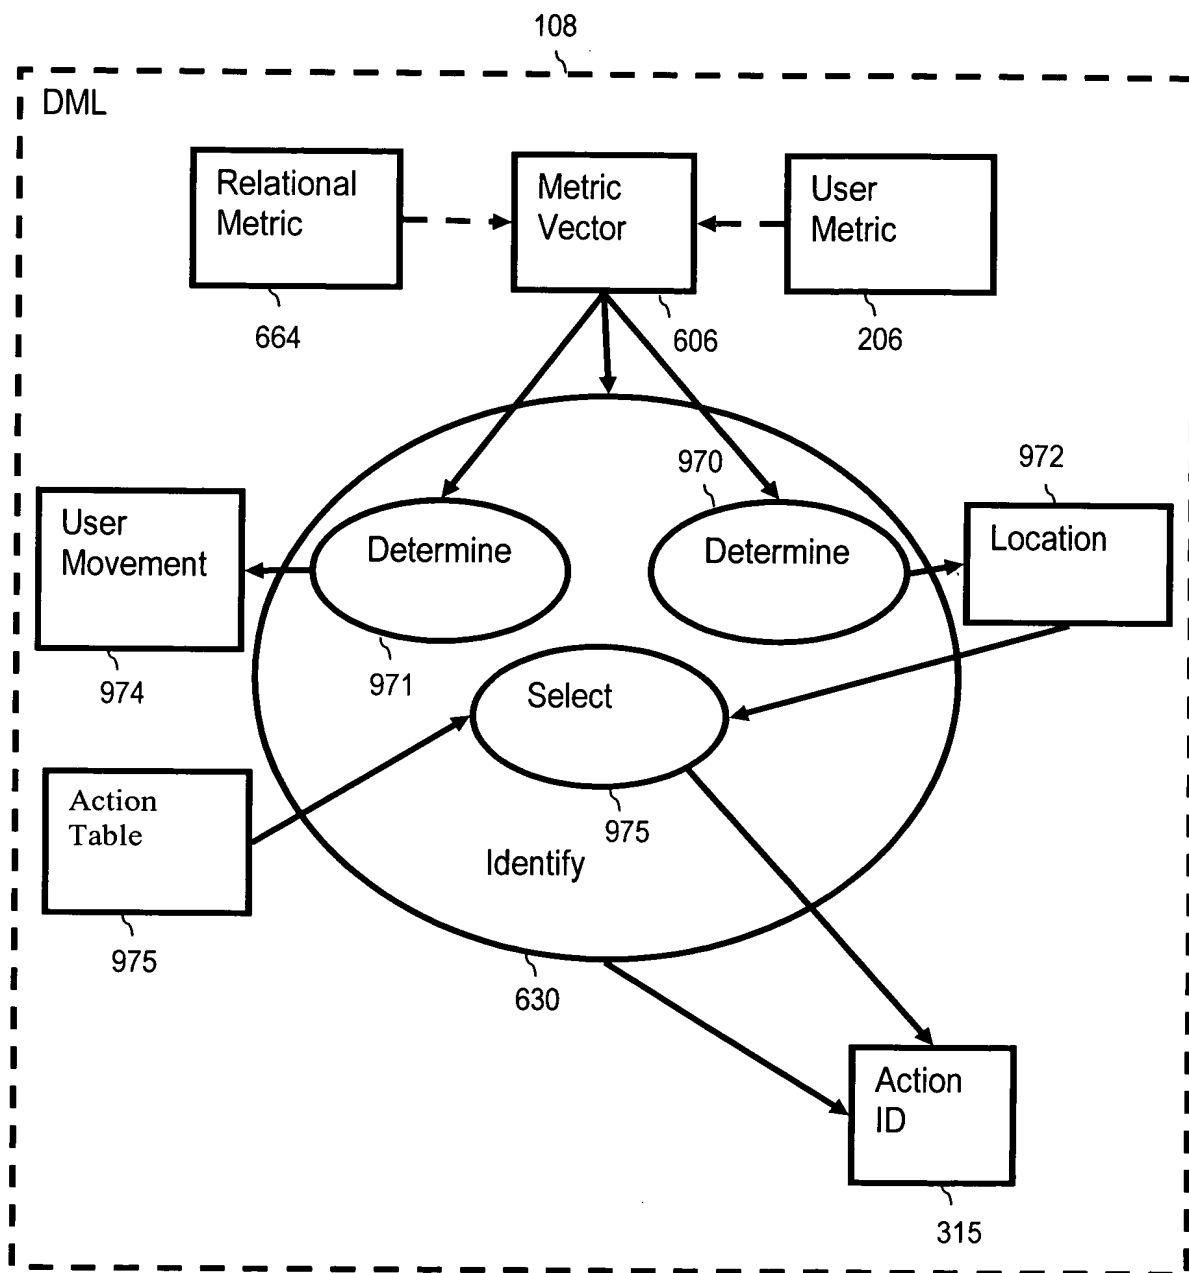 108
DML
Relational
Metric
Metric
Vector
User
Metric
664
606
206
970
972
User
Movement
Determine
Determine
Location
974
971
Select
Action
Table
975
Identify
975
630
Action
ID
315